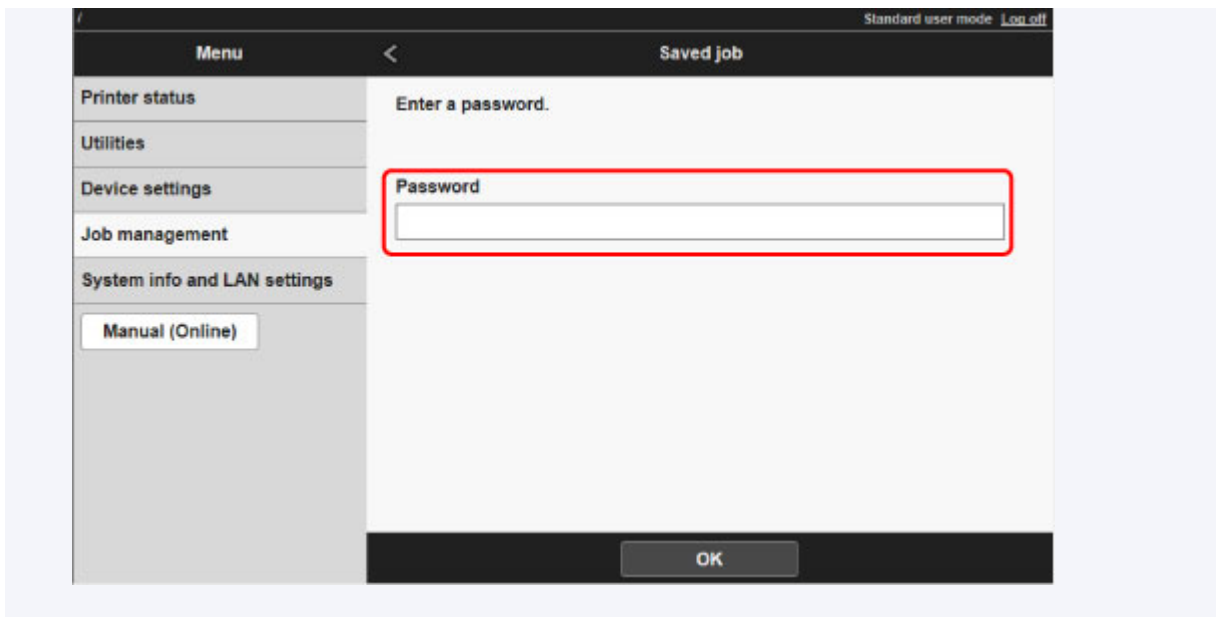 /
Standard user mode Log off
Menu
<
Saved job
Printer status
Utilities
Device settings
Job management
System info and LAN settings
Manual (Online)
Enter a password.
Password
OK